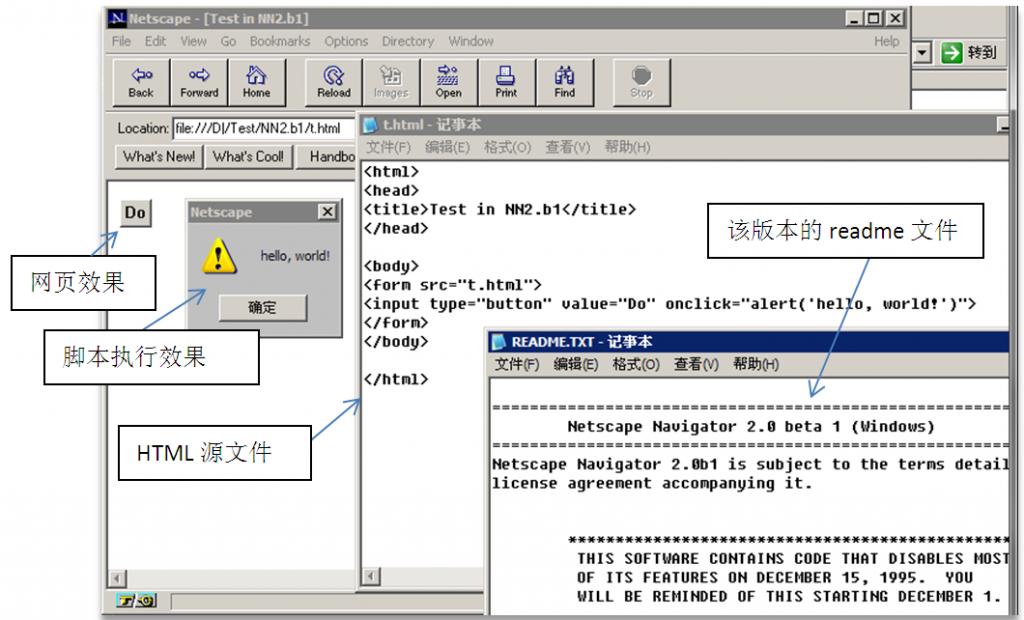 Netscape - [Test in NN2.b1]
File Edit View Go Bookmarks Options Directory Window Help
Back Forward Home Reload Images Open Print Find Stop
转到
Location: file:///D|/Test/NN2.b1/t.html
What's New! What's Cool! Handbo
Do
Netscape
hello, world!
确定
网页效果
脚本执行效果
HTML 源文件
t.html - 记事本
文件(F) 编辑(E) 格式(O) 查看(V) 帮助(H)
<html>
<head>
<title>Test in NN2.b1</title>
</head>
<body>
<form src="t.html">
<input type="button" value="Do" onclick="alert('hello, world!')">
</form>
</body>
</html>
该版本的 readme 文件
README.TXT - 记事本
文件(F) 编辑(E) 格式(O) 查看(V) 帮助(H)
Netscape Navigator 2.0 beta 1 (Windows)
Netscape Navigator 2.0b1 is subject to the terms detail
license agreement accompanying it.
THIS SOFTWARE CONTAINS CODE THAT DISABLES MOST
OF ITS FEATURES ON DECEMBER 15, 1995. YOU
WILL BE REMINDED OF THIS STARTING DECEMBER 1.